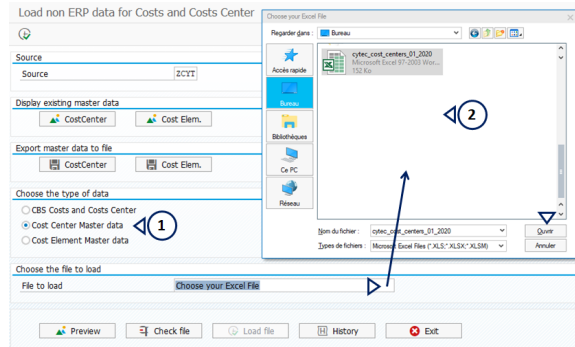 Load non ERP data for Costs and Costs Center
Source
Source ZCYT
Display existing master data
CostCenter Cost Elem.
Export master data to file
CostCenter Cost Elem.
Choose the type of data
CBS Costs and Costs Center
Cost Center Master data
1
Cost Element Master data
Choose the file to load
File to load Choose your Excel File
Preview Check file Load file History Exit
Choose your Excel File
Regarder dans : Bureau
Accès rapide
Bureau
Bibliothèques
Ce PC
Réseau
cytec_cost_centers_01_2020
Microsoft Excel 97-2003 Wor...
152 Ko
2
Nom du fichier : cytec_cost_centers_01_2020 Ouvrir
Types de fichiers : Microsoft Excel Files (*.XLS;*.XLSX;*.XLSM) Annuler